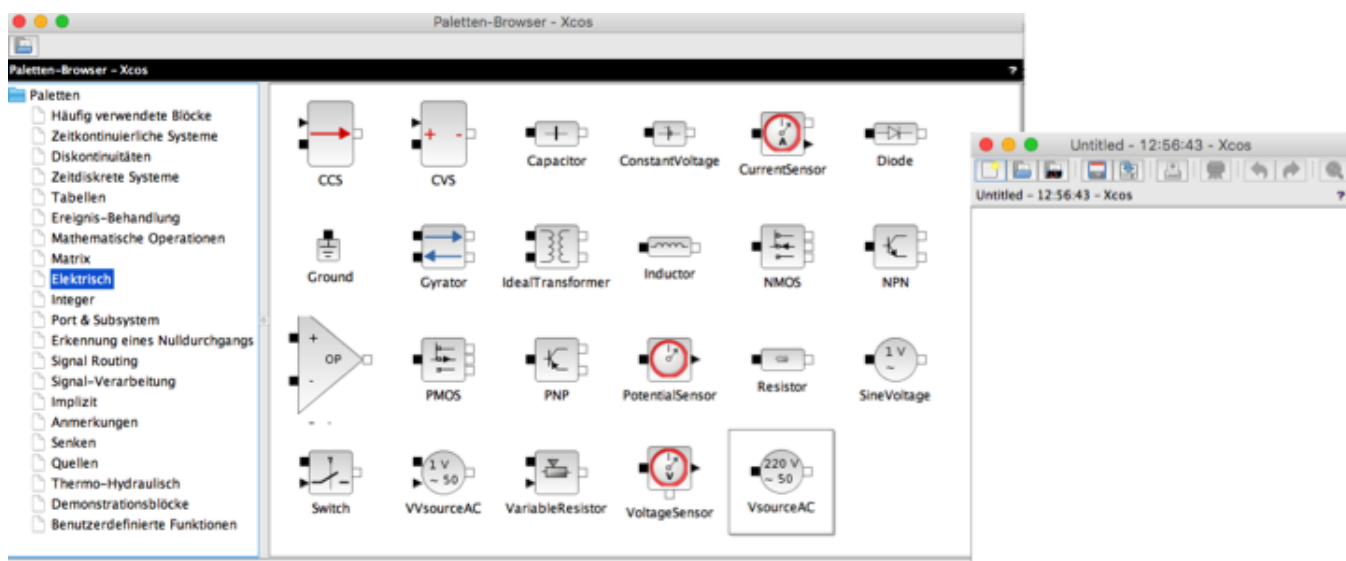 Paletten-Browser - Xcos
Paletten-Browser - Xcos
?
Paletten
Häufig verwendete Blöcke
Zeitkontinuierliche Systeme
Diskontinuitäten
Zeitdiskrete Systeme
Tabellen
Ereignis-Behandlung
Mathematische Operationen
Matrix
Elektrisch
Integer
Port & Subsystem
Erkennung eines Nulldurchgangs
Signal Routing
Signal-Verarbeitung
Implizit
Anmerkungen
Senken
Quellen
Thermo-Hydraulisch
Demonstrationsblöcke
Benutzerdefinierte Funktionen
CCS
+ -
CVS
Capacitor
ConstantVoltage
A
CurrentSensor
Diode
Ground
Gyrator
IdealTransformer
Inductor
NMOS
NPN
+
OP
-
PMOS
PNP
PotentialSensor
Resistor
1 V
~
SineVoltage
Switch
1 V
~ 50
VVsourceAC
VariableResistor
V
VoltageSensor
220 V
~ 50
VsourceAC
Untitled - 12:56:43 - Xcos
Untitled - 12:56:43 - Xcos
?